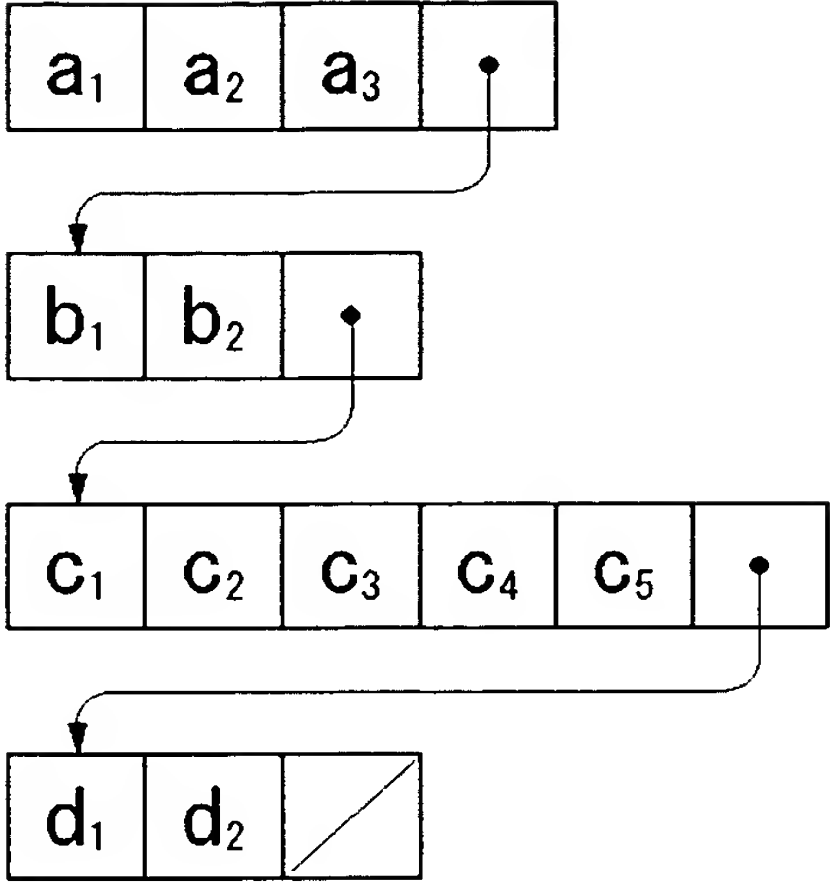 a₁ a₂ a₃
b₁ b₂
c₁ c₂ c₃ c₄ c₅
d₁ d₂